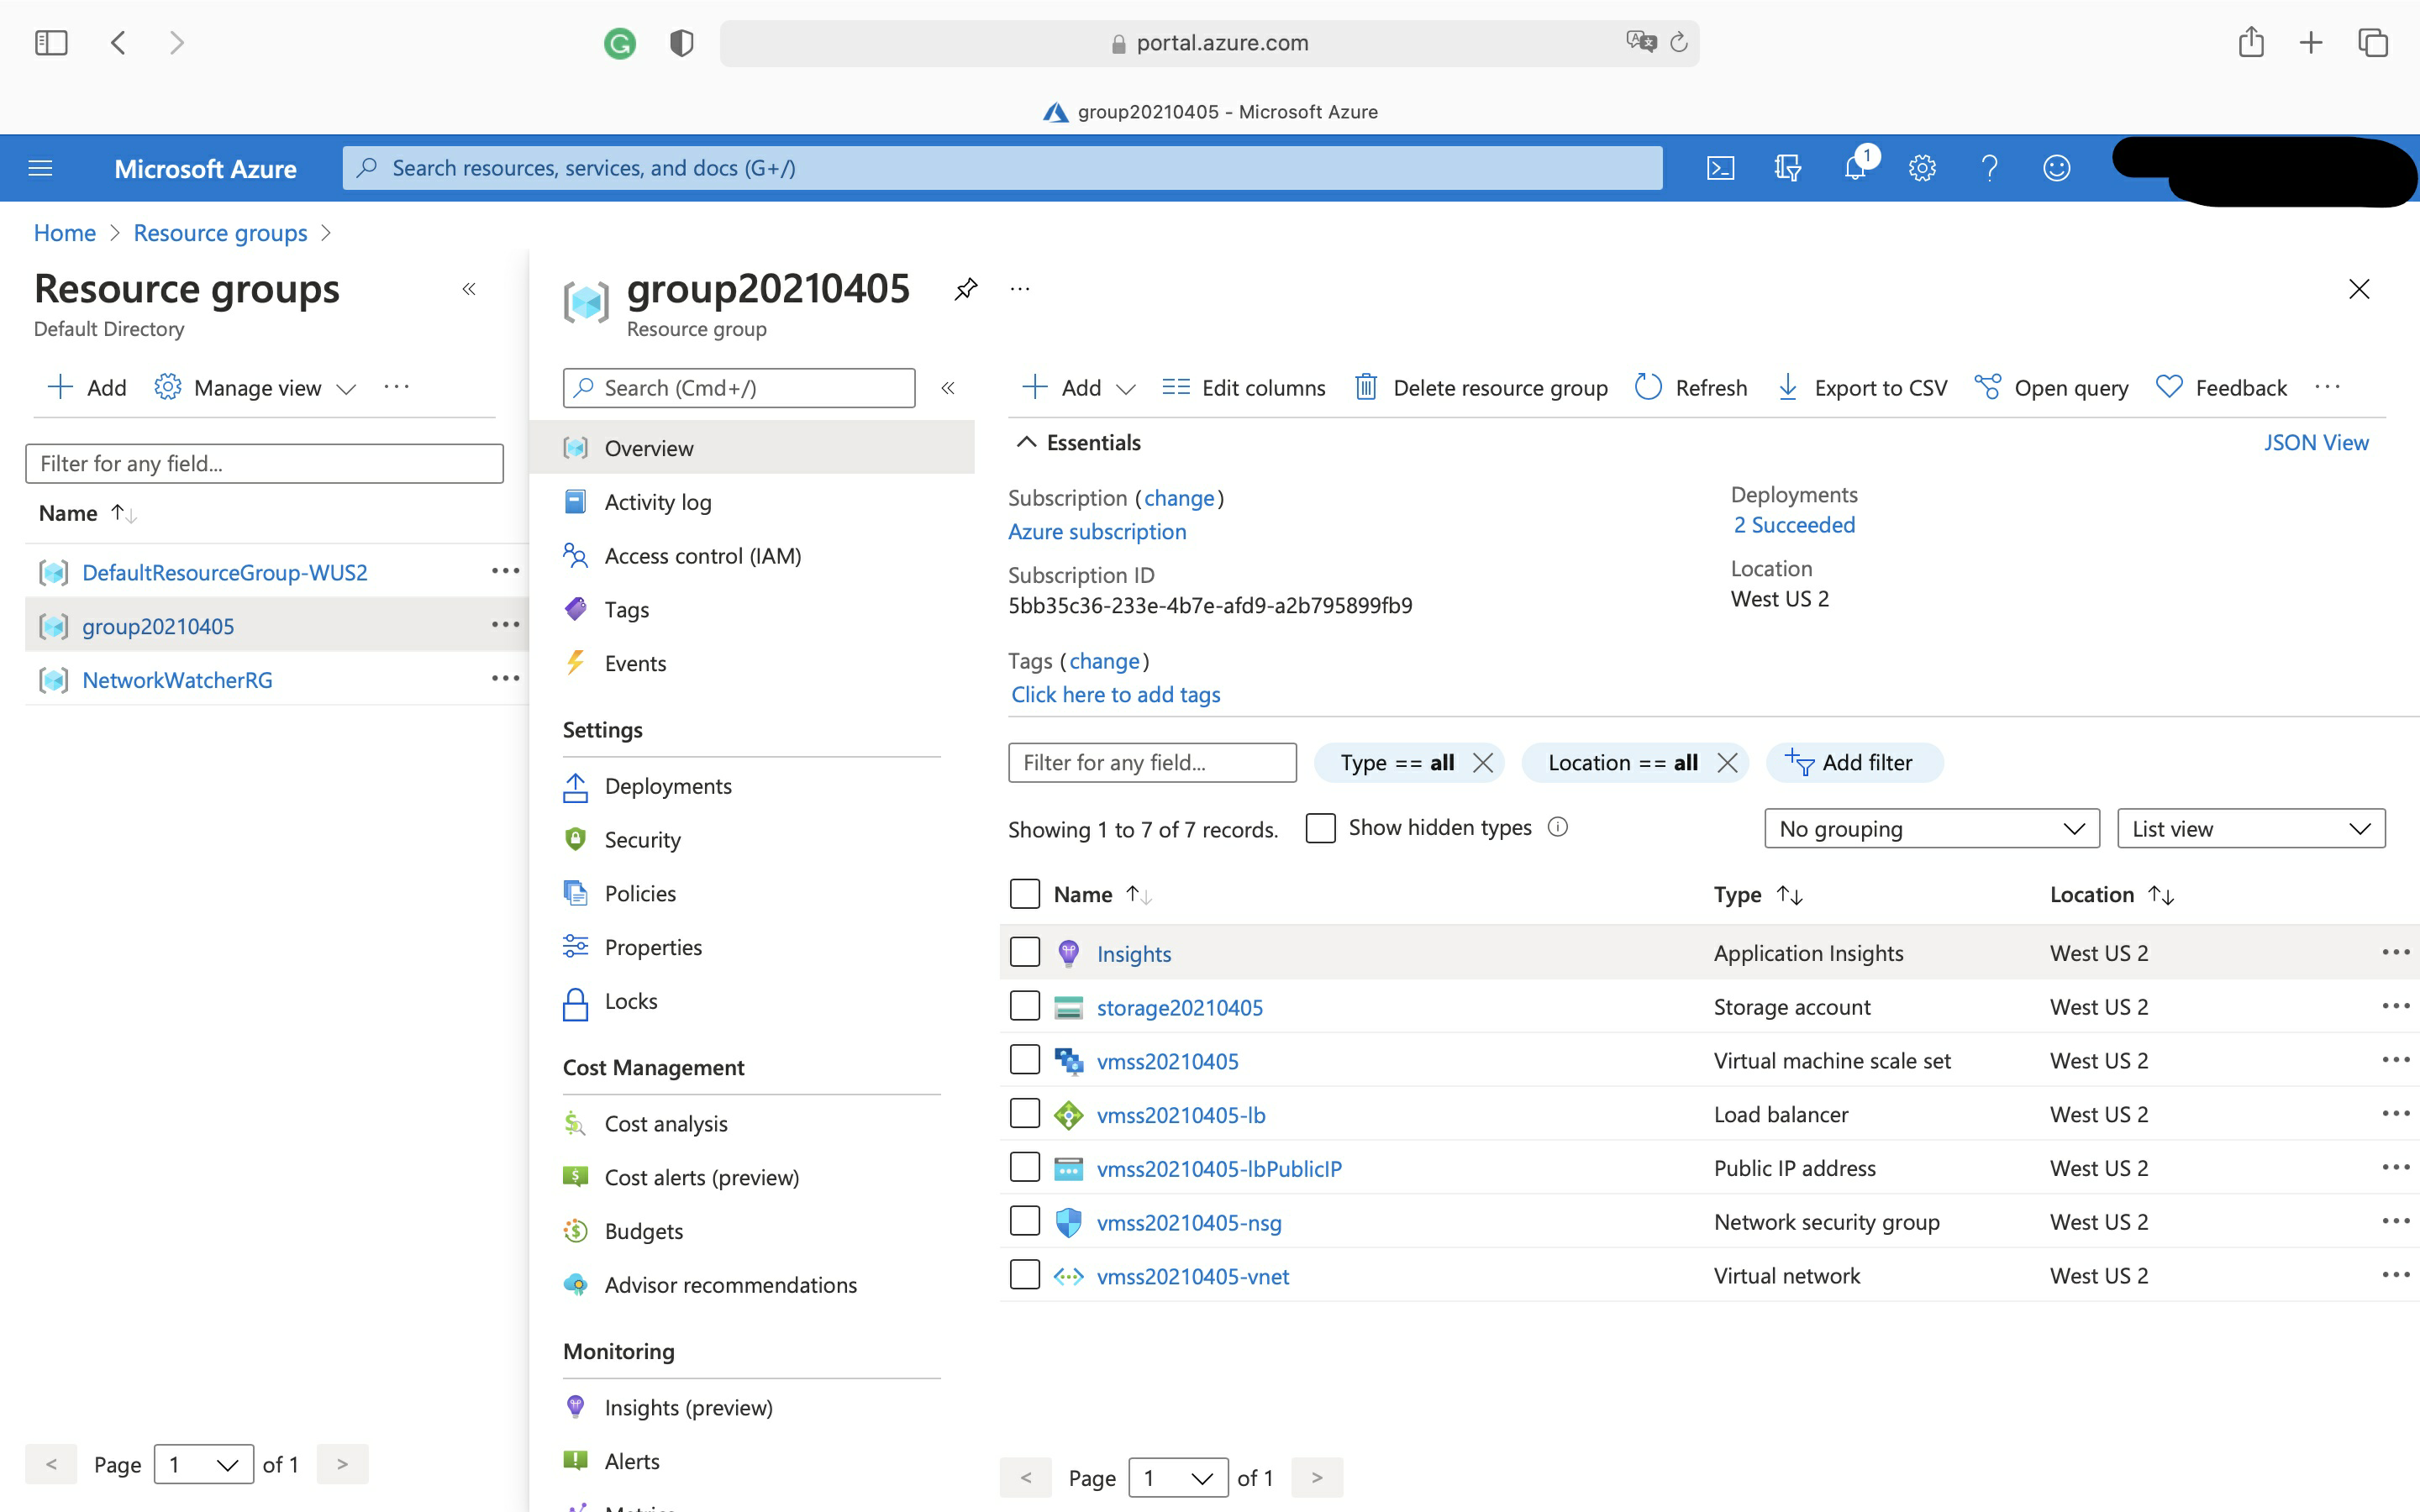 portal.azure.com
group20210405 - Microsoft Azure
Microsoft Azure
Search resources, services, and docs (G+/)
1
Home > Resource groups >
Resource groups
Default Directory
Add
Manage view
Filter for any field...
Name
DefaultResourceGroup-WUS2
group20210405
NetworkWatcherRG
< Page 1 of 1 >
group20210405
Resource group
Search (Cmd+/)
Overview
Activity log
Access control (IAM)
Tags
Events
Settings
Deployments
Security
Policies
Properties
Locks
Cost Management
Cost analysis
Cost alerts (preview)
Budgets
Advisor recommendations
Monitoring
Insights (preview)
Alerts
Add Edit columns Delete resource group Refresh Export to CSV Open query Feedback
Essentials
JSON View
Subscription (change)
Azure subscription
Subscription ID
5bb35c36-233e-4b7e-afd9-a2b795899fb9
Tags (change)
Click here to add tags
Deployments
2 Succeeded
Location
West US 2
Filter for any field... Type == all Location == all Add filter
Showing 1 to 7 of 7 records. Show hidden types No grouping List view
Name Type Location
Insights Application Insights West US 2
storage20210405 Storage account West US 2
vmss20210405 Virtual machine scale set West US 2
vmss20210405-lb Load balancer West US 2
vmss20210405-lbPublicIP Public IP address West US 2
vmss20210405-nsg Network security group West US 2
vmss20210405-vnet Virtual network West US 2
< Page 1 of 1 >